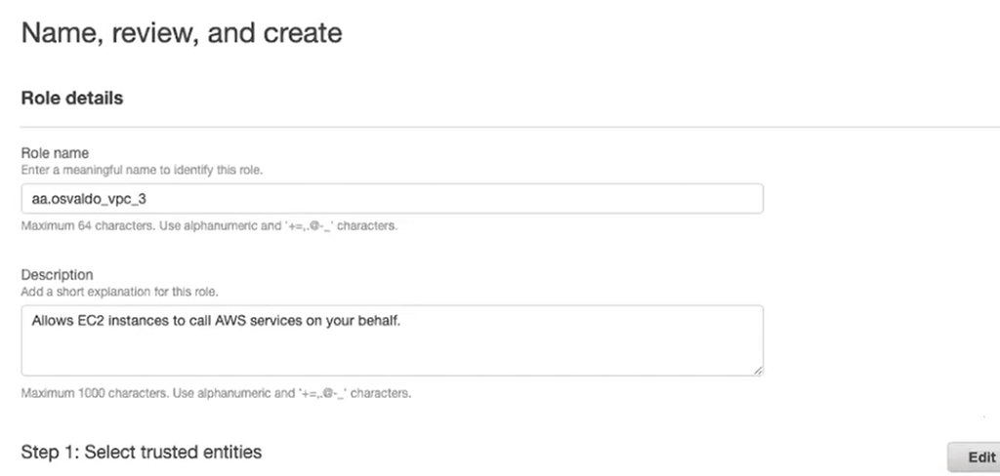 Name, review, and create
Role details
Role name
Enter a meaningful name to identify this role.
aa.osvaldo_vpc_3
Maximum 64 characters. Use alphanumeric and '+=,.@-_' characters.
Description
Add a short explanation for this role.
Allows EC2 instances to call AWS services on your behalf.
Maximum 1000 characters. Use alphanumeric and '+=,.@-_' characters.
Step 1: Select trusted entities
Edit